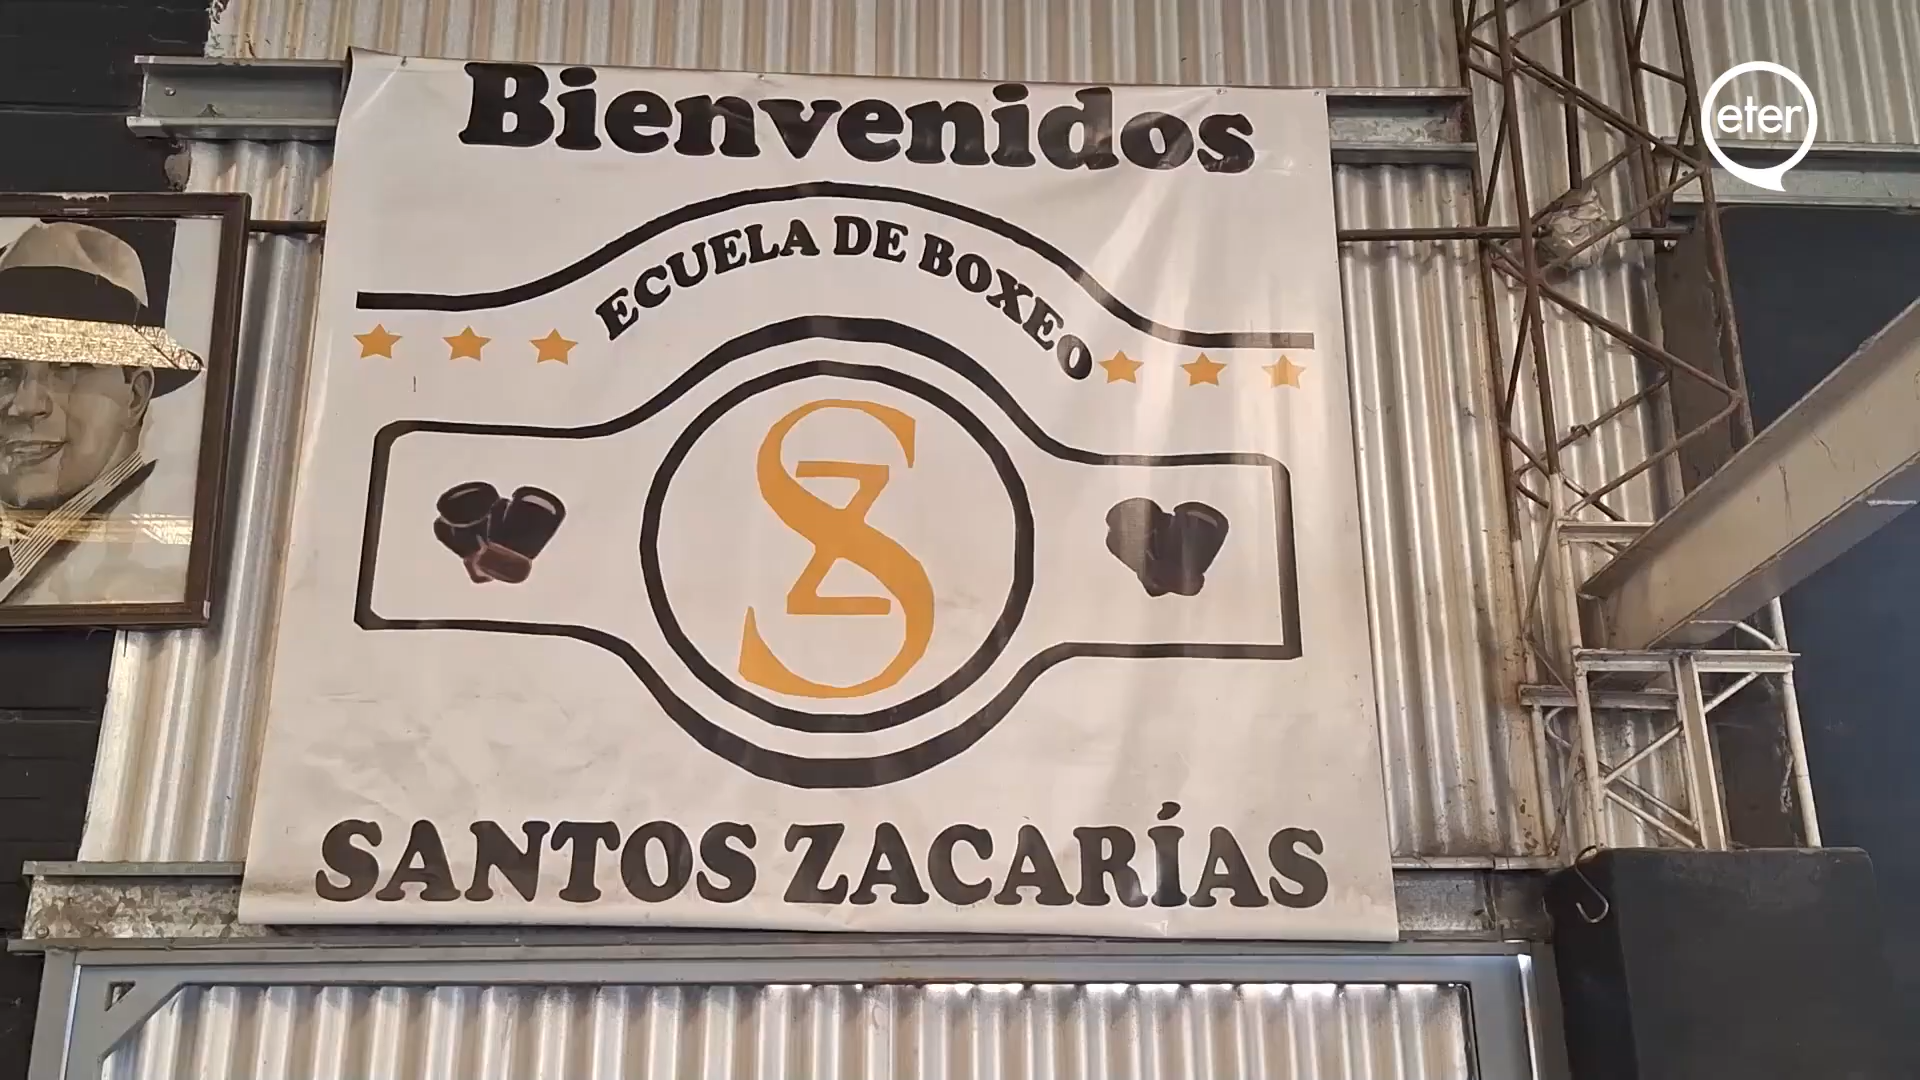 Bienvenidos
ECUELA DE BOXEO
SZ
SANTOS ZACARÍAS
eter